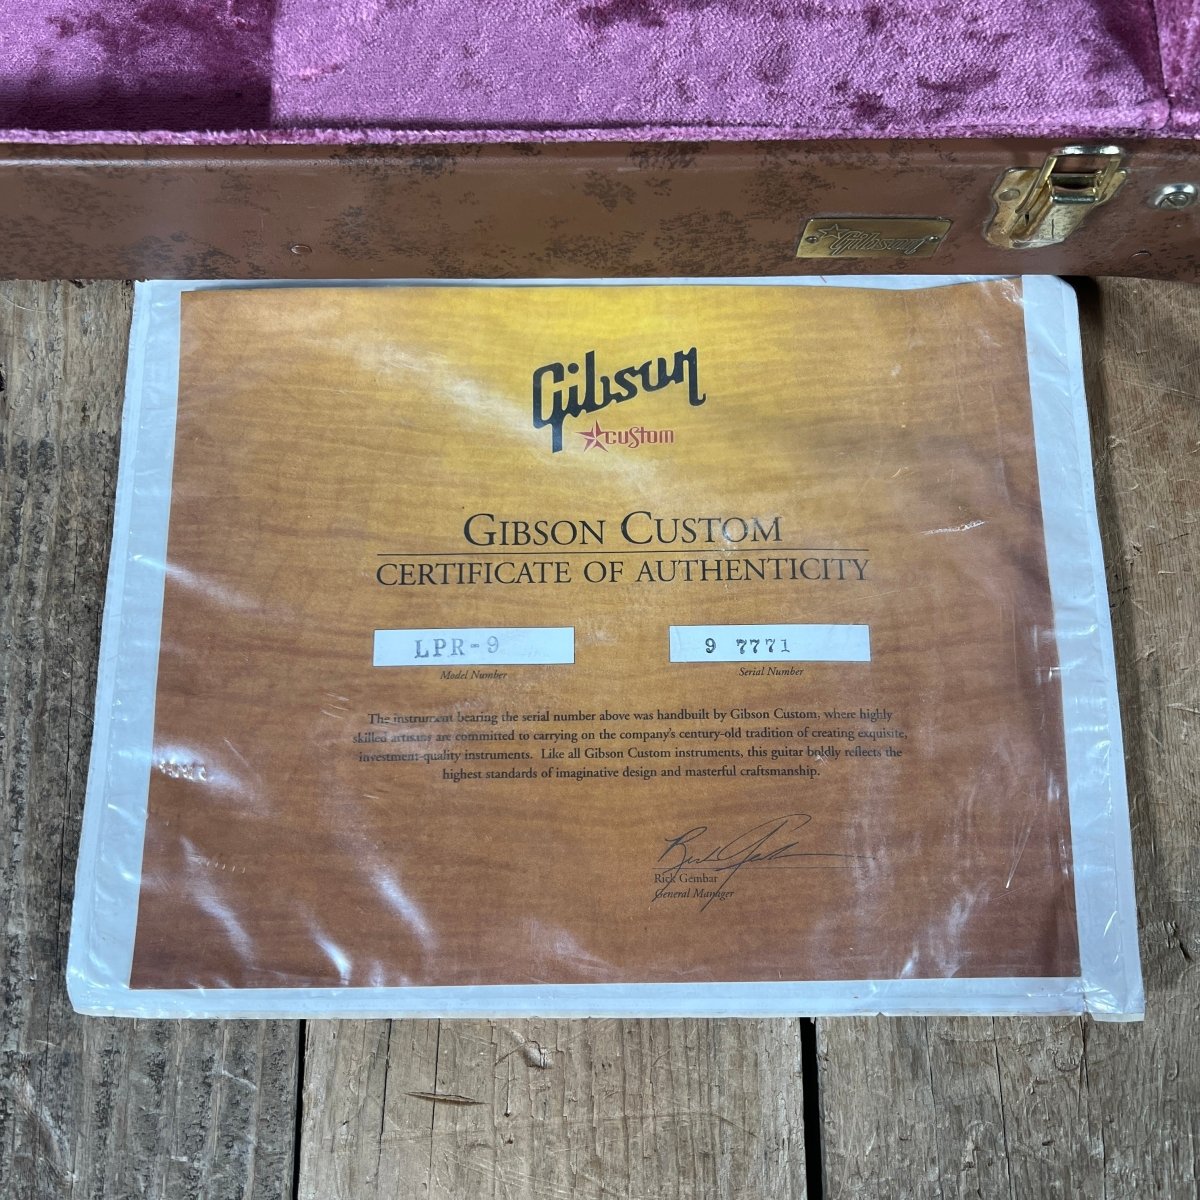 Gibson
Gibson
custom
GIBSON CUSTOM
CERTIFICATE OF AUTHENTICITY
LPR-9
9 7771
Model Number
Serial Number
The instrument bearing the serial number above was handbuilt by Gibson Custom, where highly
skilled artisans are committed to carrying on the company's century-old tradition of creating exquisite,
investment-quality instruments. Like all Gibson Custom instruments, this guitar boldly reflects the
highest standards of imaginative design and masterful craftsmanship.
Rick Gembar
General Manager